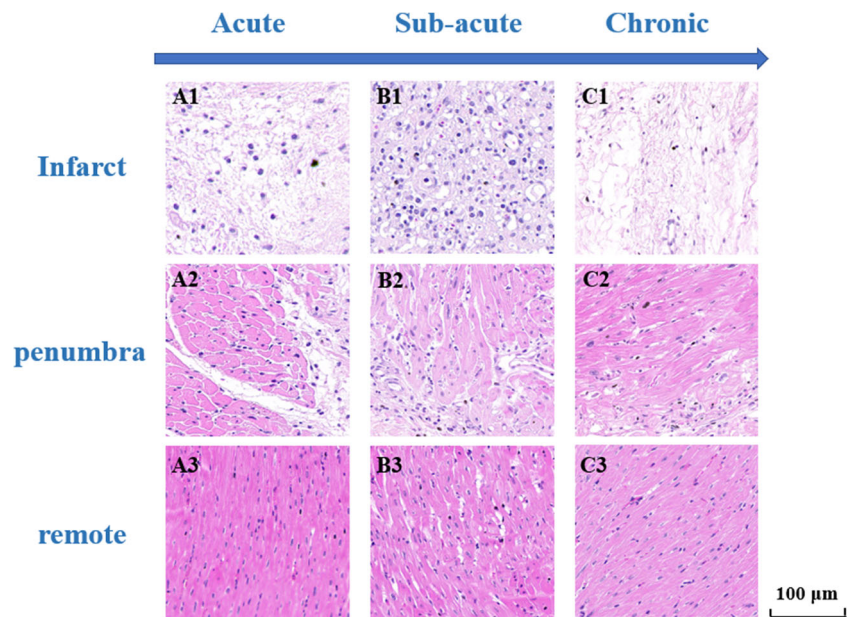 Acute Sub-acute Chronic
Infarct A1 B1 C1
penumbra A2 B2 C2
remote A3 B3 C3
100 μm